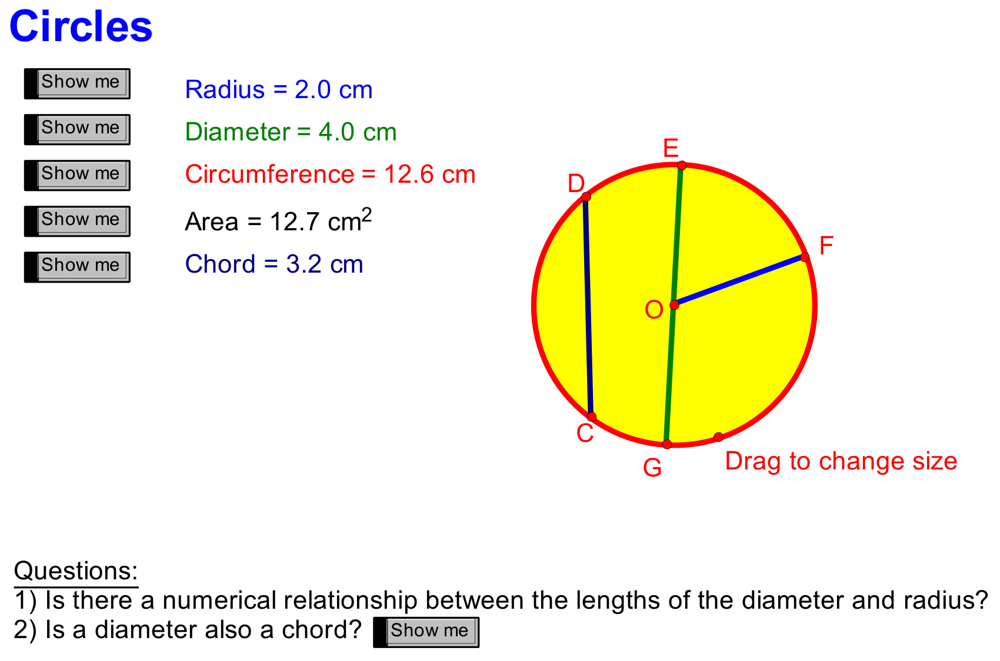 Circles
Show me
Radius = 2.0 cm
Show me
Diameter = 4.0 cm
Show me
Circumference = 12.6 cm
Show me
Area = 12.7 cm²
Show me
Chord = 3.2 cm
E
D
F
O
C
G
Drag to change size
Questions:
1) Is there a numerical relationship between the lengths of the diameter and radius?
2) Is a diameter also a chord? Show me